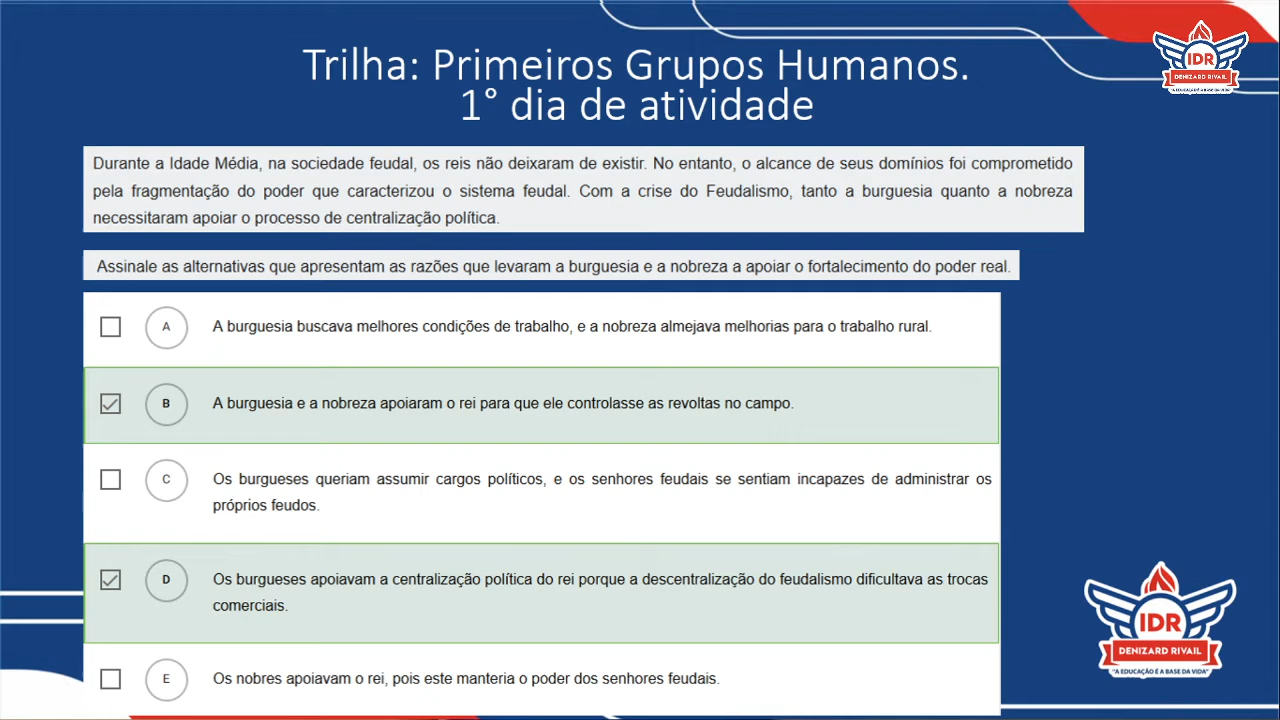 Trilha: Primeiros Grupos Humanos.
1° dia de atividade
IDR
DENIZARD RIVAIL
"A EDUCAÇÃO É A BASE DA VIDA"
Durante a Idade Média, na sociedade feudal, os reis não deixaram de existir. No entanto, o alcance de seus domínios foi comprometido
pela fragmentação do poder que caracterizou o sistema feudal. Com a crise do Feudalismo, tanto a burguesia quanto a nobreza
necessitaram apoiar o processo de centralização política.
Assinale as alternativas que apresentam as razões que levaram a burguesia e a nobreza a apoiar o fortalecimento do poder real.
A A burguesia buscava melhores condições de trabalho, e a nobreza almejava melhorias para o trabalho rural.
B A burguesia e a nobreza apoiaram o rei para que ele controlasse as revoltas no campo.
C Os burgueses queriam assumir cargos políticos, e os senhores feudais se sentiam incapazes de administrar os
próprios feudos.
D Os burgueses apoiavam a centralização política do rei porque a descentralização do feudalismo dificultava as trocas
comerciais.
E Os nobres apoiavam o rei, pois este manteria o poder dos senhores feudais.
IDR
DENIZARD RIVAIL
"A EDUCAÇÃO É A BASE DA VIDA"